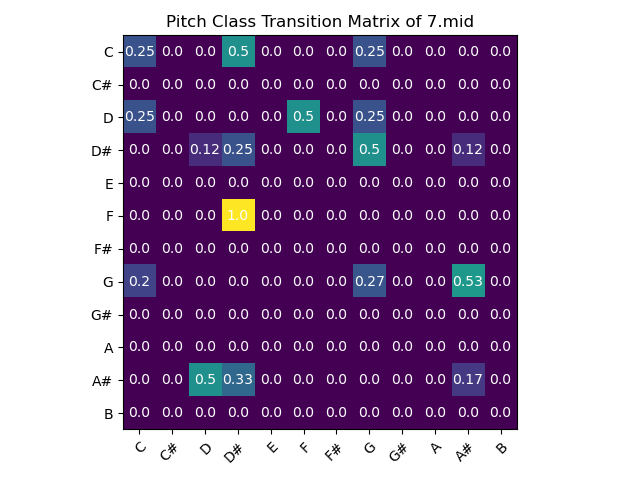 Pitch Class Transition Matrix of 7.mid
C 0.25 0.0 0.0 0.5 0.0 0.0 0.0 0.25 0.0 0.0 0.0 0.0
C# 0.0 0.0 0.0 0.0 0.0 0.0 0.0 0.0 0.0 0.0 0.0 0.0
D 0.25 0.0 0.0 0.0 0.0 0.5 0.0 0.25 0.0 0.0 0.0 0.0
D# 0.0 0.0 0.12 0.25 0.0 0.0 0.0 0.5 0.0 0.0 0.12 0.0
E 0.0 0.0 0.0 0.0 0.0 0.0 0.0 0.0 0.0 0.0 0.0 0.0
F 0.0 0.0 0.0 1.0 0.0 0.0 0.0 0.0 0.0 0.0 0.0 0.0
F# 0.0 0.0 0.0 0.0 0.0 0.0 0.0 0.0 0.0 0.0 0.0 0.0
G 0.2 0.0 0.0 0.0 0.0 0.0 0.0 0.27 0.0 0.0 0.53 0.0
G# 0.0 0.0 0.0 0.0 0.0 0.0 0.0 0.0 0.0 0.0 0.0 0.0
A 0.0 0.0 0.0 0.0 0.0 0.0 0.0 0.0 0.0 0.0 0.0 0.0
A# 0.0 0.0 0.5 0.33 0.0 0.0 0.0 0.0 0.0 0.0 0.17 0.0
B 0.0 0.0 0.0 0.0 0.0 0.0 0.0 0.0 0.0 0.0 0.0 0.0
C C# D D# E F F# G G# A A# B